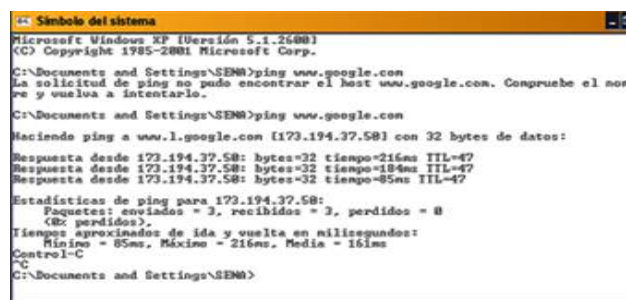 Símbolo del sistema
Microsoft Windows XP [Versión 5.1.2600]
(C) Copyright 1985-2001 Microsoft Corp.
C:\Documents and Settings\SENA>ping www.google.com
La solicitud de ping no pudo encontrar el host www.google.com. Compruebe el nom
re y vuelva a intentarlo.
C:\Documents and Settings\SENA>ping www.google.com
Haciendo ping a www.l.google.com [173.194.37.50] con 32 bytes de datos:
Respuesta desde 173.194.37.50: bytes=32 tiempo=216ms TTL=47
Respuesta desde 173.194.37.50: bytes=32 tiempo=184ms TTL=47
Respuesta desde 173.194.37.50: bytes=32 tiempo=85ms TTL=47
Estadísticas de ping para 173.194.37.50:
Paquetes: enviados = 3, recibidos = 3, perdidos = 0
(0% perdidos),
Tiempos aproximados de ida y vuelta en milisegundos:
Mínimo = 85ms, Máximo = 216ms, Media = 161ms
Control-C
^C
C:\Documents and Settings\SENA>